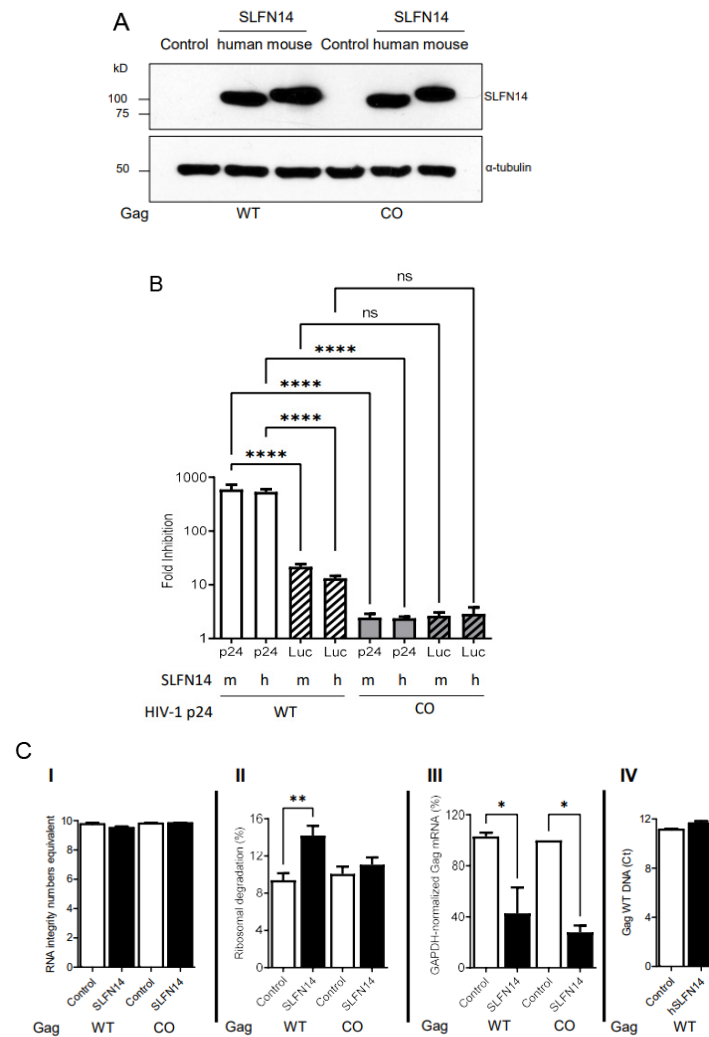 A
SLFN14 SLFN14
Control human mouse Control human mouse
kD
100
75
SLFN14
50
α-tubulin
Gag WT CO
B
ns
ns
****
****
****
****
1000
100
10
1
Fold Inhibition
p24 p24 Luc Luc p24 p24 Luc Luc
SLFN14 m h m h m h m h
HIV-1 p24 WT CO
C
I
RNA integrity numbers equivalent
10
8
6
4
2
0
Control SLFN14 Control SLFN14
Gag WT CO
II
Ribosomal degradation (%)
20
16
12
8
4
0
**
Control SLFN14 Control SLFN14
Gag WT CO
III
GAPDH-normalized Gag mRNA (%)
120
80
40
0
* *
Control SLFN14 Control SLFN14
Gag WT CO
IV
Gag WT DNA (Ct)
12
8
4
0
Control hSLFN14
Gag WT